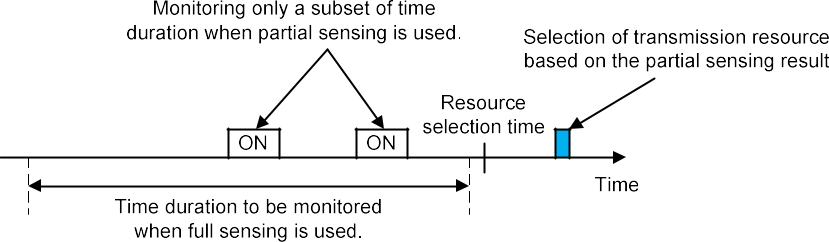 Monitoring only a subset of time
duration when partial sensing is used.
Selection of transmission resource
based on the partial sensing result
Resource
selection time
ON
ON
Time
Time duration to be monitored
when full sensing is used.